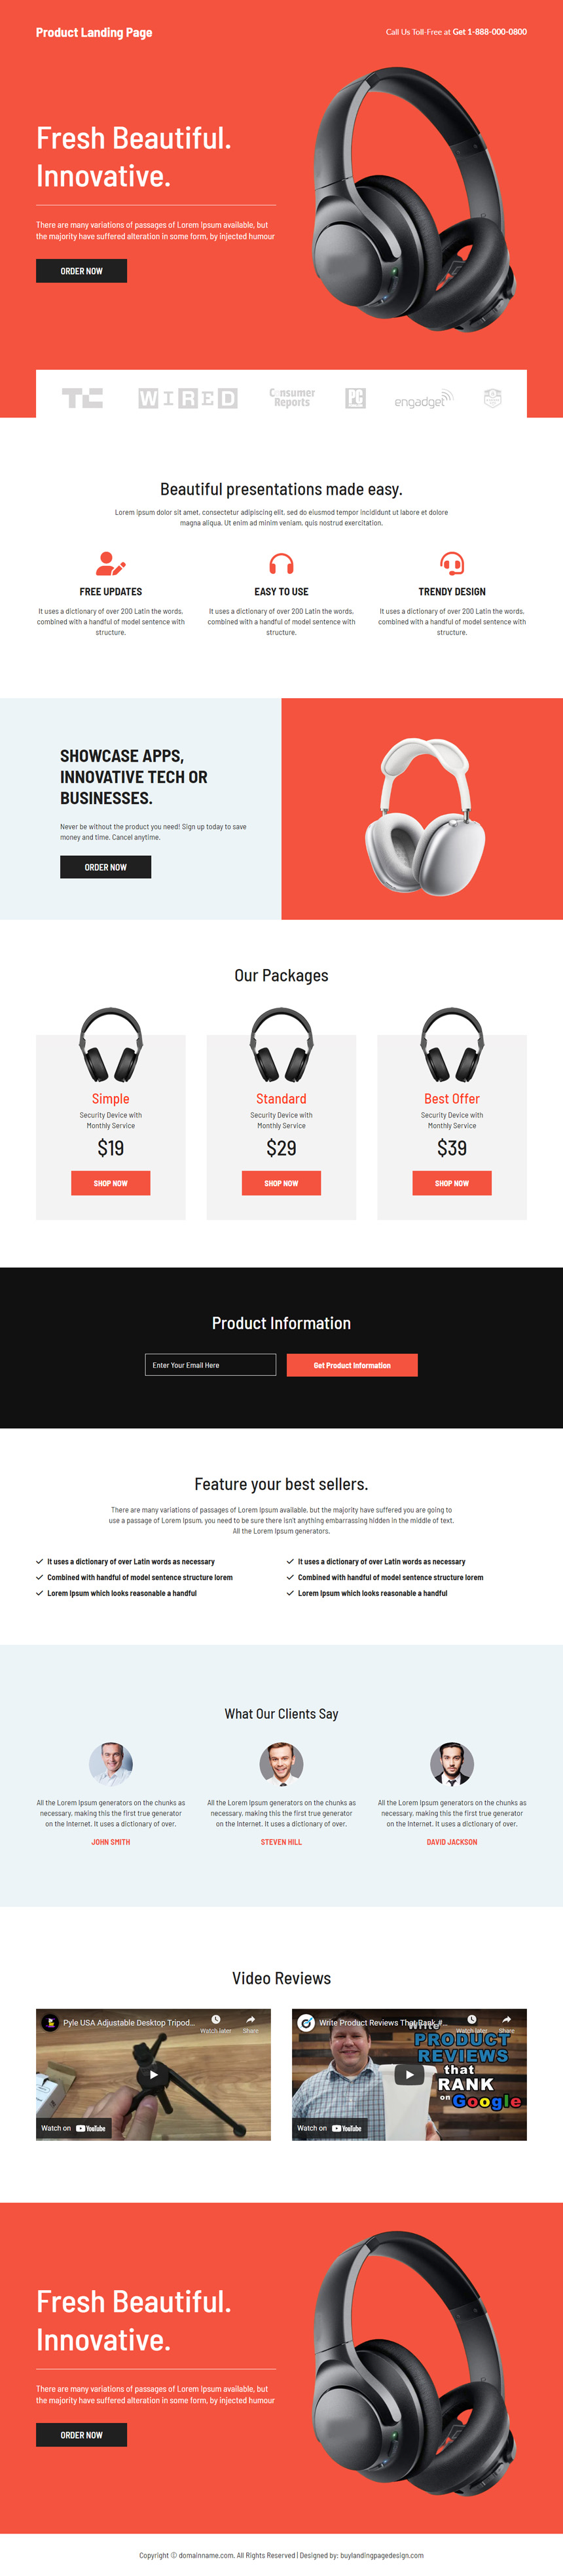 Product Landing Page
Call Us Toll-Free at Get 1-888-000-0800
Fresh Beautiful.
Innovative.
There are many variations of passages of Lorem Ipsum available, but
the majority have suffered alteration in some form, by injected humour
ORDER NOW
TC WIRED Consumer Reports PC engadget
Beautiful presentations made easy.
Lorem ipsum dolor sit amet, consectetur adipiscing elit, sed do eiusmod tempor incididunt ut labore et dolore
magna aliqua. Ut enim ad minim veniam, quis nostrud exercitation.
FREE UPDATES
It uses a dictionary of over 200 Latin the words,
combined with a handful of model sentence with
structure.
EASY TO USE
It uses a dictionary of over 200 Latin the words,
combined with a handful of model sentence with
structure.
TRENDY DESIGN
It uses a dictionary of over 200 Latin the words,
combined with a handful of model sentence with
structure.
SHOWCASE APPS,
INNOVATIVE TECH OR
BUSINESSES.
Never be without the product you need! Sign up today to save
money and time. Cancel anytime.
ORDER NOW
Our Packages
Simple
Security Device with
Monthly Service
$19
SHOP NOW
Standard
Security Device with
Monthly Service
$29
SHOP NOW
Best Offer
Security Device with
Monthly Service
$39
SHOP NOW
Product Information
Enter Your Email Here
Get Product Information
Feature your best sellers.
There are many variations of passages of Lorem Ipsum available, but the majority have suffered you are going to
use a passage of Lorem Ipsum, you need to be sure there isn't anything embarrassing hidden in the middle of text.
All the Lorem Ipsum generators.
It uses a dictionary of over Latin words as necessary
Combined with handful of model sentence structure lorem
Lorem Ipsum which looks reasonable a handful
It uses a dictionary of over Latin words as necessary
Combined with handful of model sentence structure lorem
Lorem Ipsum which looks reasonable a handful
What Our Clients Say
All the Lorem Ipsum generators on the chunks as
necessary, making this the first true generator
on the Internet. It uses a dictionary of over.
JOHN SMITH
All the Lorem Ipsum generators on the chunks as
necessary, making this the first true generator
on the Internet. It uses a dictionary of over.
STEVEN HILL
All the Lorem Ipsum generators on the chunks as
necessary, making this the first true generator
on the Internet. It uses a dictionary of over.
DAVID JACKSON
Video Reviews
Pyle USA Adjustable Desktop Tripod...
Watch later
Share
Watch on YouTube
Write Product Reviews That Rank #...
Watch later
Share
Write
PRODUCT
REVIEWS
that
RANK
on Google
Watch on YouTube
Fresh Beautiful.
Innovative.
There are many variations of passages of Lorem Ipsum available, but
the majority have suffered alteration in some form, by injected humour
ORDER NOW
Copyright © domainname.com. All Rights Reserved | Designed by: buylandingpagedesign.com